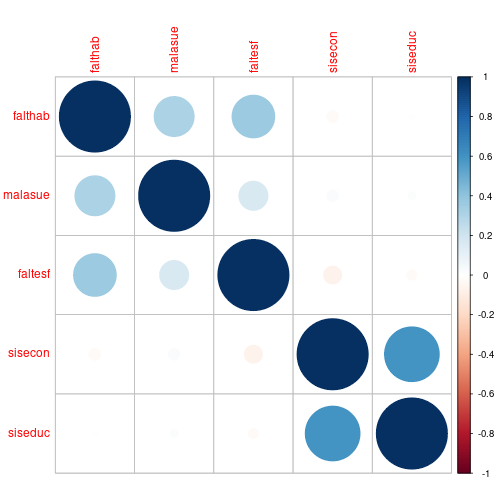 falthab malasue faltesf sisecon siseduc
falthab
malasue
faltesf
sisecon
siseduc
1
0.8
0.6
0.4
0.2
0
-0.2
-0.4
-0.6
-0.8
-1